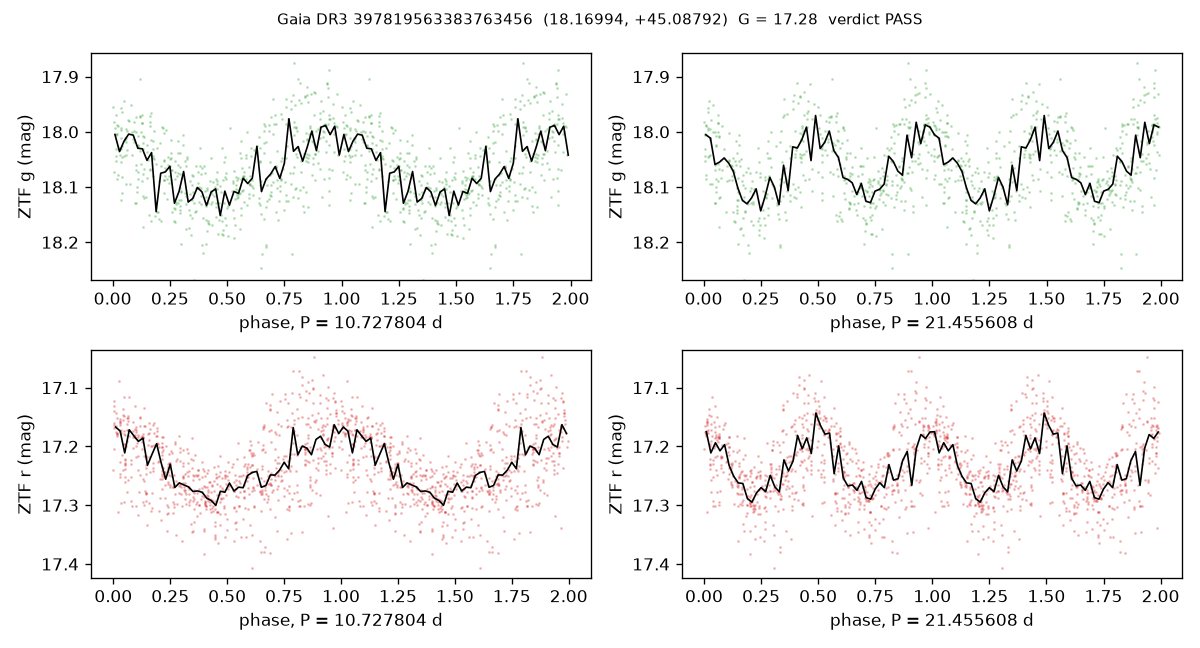 Gaia DR3 397819563383763456  (18.16994, +45.08792)  G = 17.28  verdict PASS
ZTF g (mag)
17.9
18.0
18.1
18.2
0.00 0.25 0.50 0.75 1.00 1.25 1.50 1.75 2.00
phase, P = 10.727804 d
ZTF g (mag)
17.9
18.0
18.1
18.2
0.00 0.25 0.50 0.75 1.00 1.25 1.50 1.75 2.00
phase, P = 21.455608 d
ZTF r (mag)
17.1
17.2
17.3
17.4
0.00 0.25 0.50 0.75 1.00 1.25 1.50 1.75 2.00
phase, P = 10.727804 d
ZTF r (mag)
17.1
17.2
17.3
17.4
0.00 0.25 0.50 0.75 1.00 1.25 1.50 1.75 2.00
phase, P = 21.455608 d